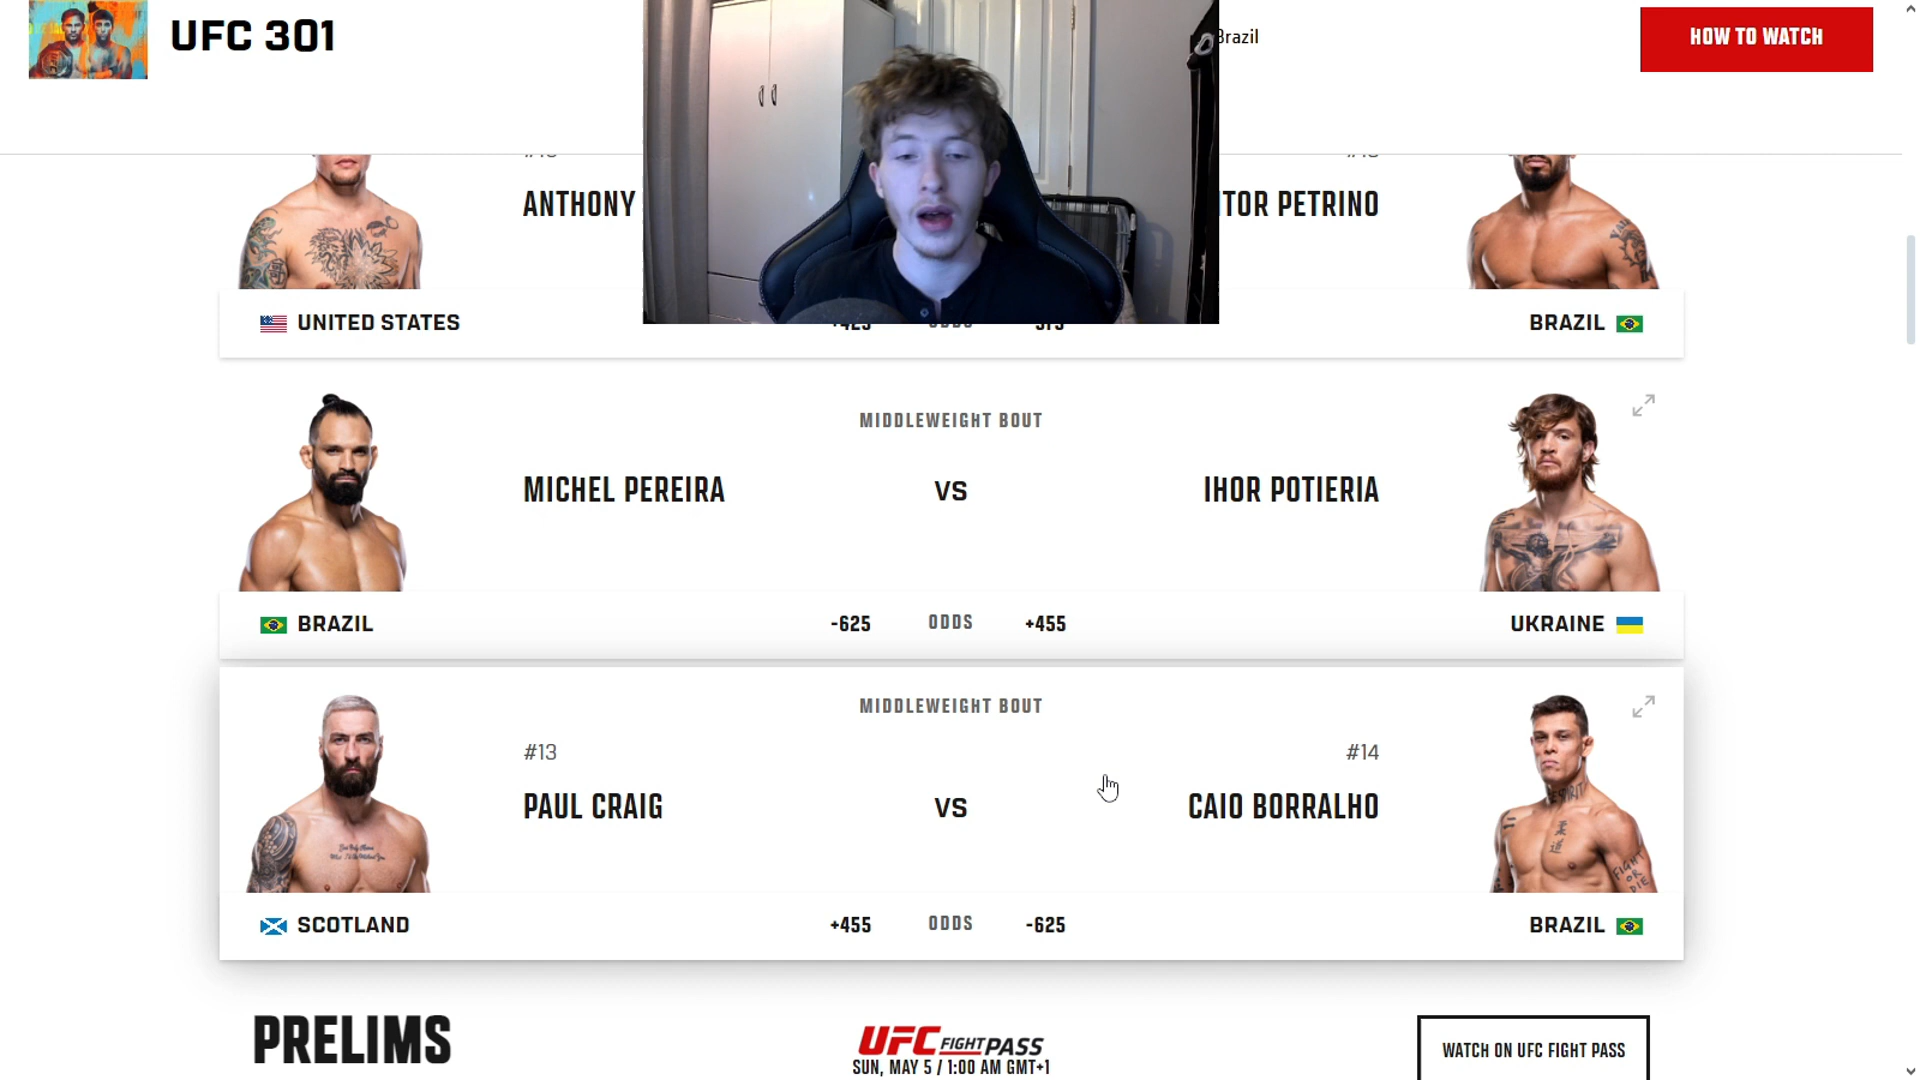 UFC 301
Brazil
HOW TO WATCH
ANTHONY
TOR PETRINO
UNITED STATES
BRAZIL
MIDDLEWEIGHT BOUT
MICHEL PEREIRA
VS
IHOR POTIERIA
BRAZIL
-625
ODDS
+455
UKRAINE
MIDDLEWEIGHT BOUT
#13
#14
PAUL CRAIG
VS
CAIO BORRALHO
SCOTLAND
+455
ODDS
-625
BRAZIL
PRELIMS
UFC FIGHT PASS
SUN, MAY 5 / 1:00 AM GMT+1
WATCH ON UFC FIGHT PASS